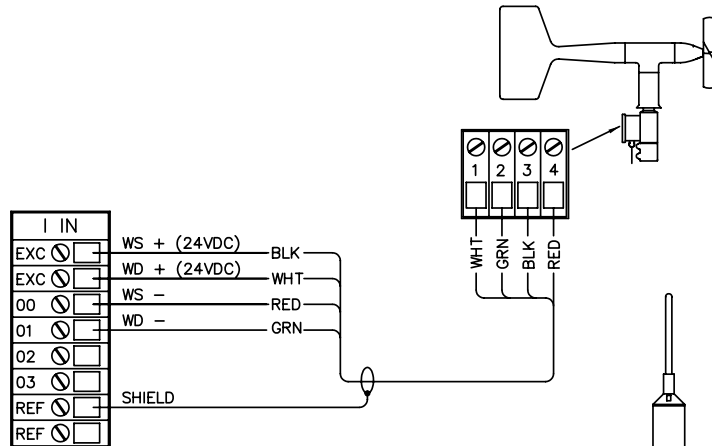 1 2 3 4
WHT GRN BLK RED
I IN
EXC WS + (24VDC) BLK
EXC WD + (24VDC) WHT
00 WS - RED
01 WD - GRN
02
03
REF SHIELD
REF